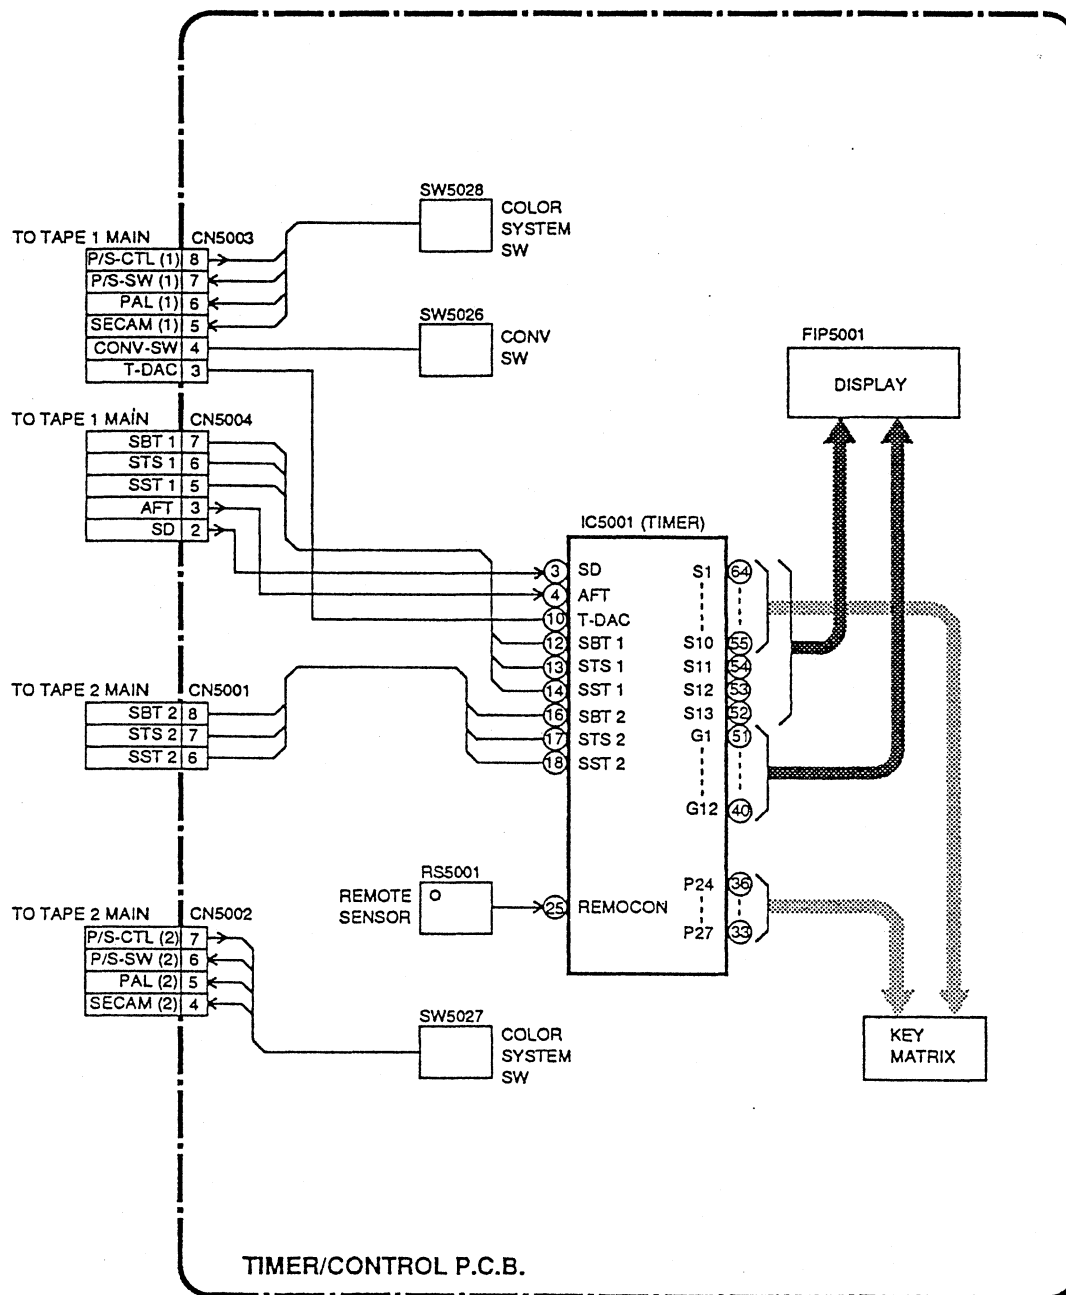 SW5028
COLOR
SYSTEM
SW
TO TAPE 1 MAIN CN5003
P/S-CTL (1) 8
P/S-SW (1) 7
PAL (1) 6
SECAM (1) 5
CONV-SW 4
T-DAC 3
SW5026
CONV
SW
FIP5001
DISPLAY
TO TAPE 1 MAIN CN5004
SBT 1 7
STS 1 6
SST 1 5
AFT 3
SD 2
IC5001 (TIMER)
3 SD S1 64
4 AFT
10 T-DAC
12 SBT 1 S10 55
13 STS 1 S11 54
14 SST 1 S12 53
16 SBT 2 S13 52
17 STS 2 G1 51
18 SST 2
G12 40
TO TAPE 2 MAIN CN5001
SBT 2 8
STS 2 7
SST 2 6
RS5001
REMOTE
SENSOR
25 REMOCON
P24 36
P27 33
TO TAPE 2 MAIN CN5002
P/S-CTL (2) 7
P/S-SW (2) 6
PAL (2) 5
SECAM (2) 4
SW5027
COLOR
SYSTEM
SW
KEY
MATRIX
TIMER/CONTROL P.C.B.